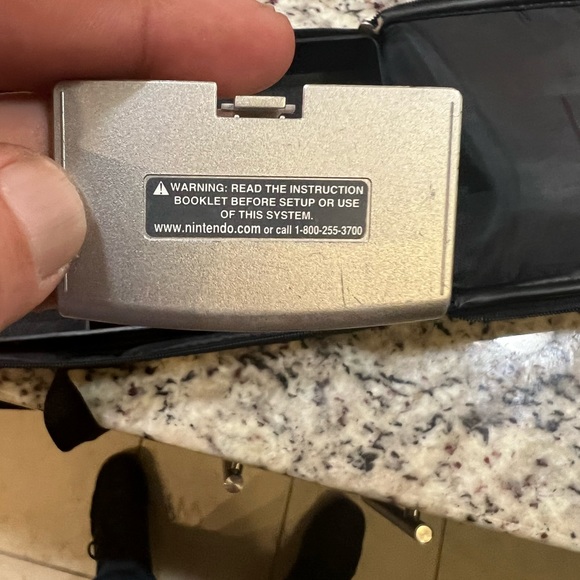 WARNING: READ THE INSTRUCTION
BOOKLET BEFORE SETUP OR USE
OF THIS SYSTEM.
www.nintendo.com or call 1-800-255-3700